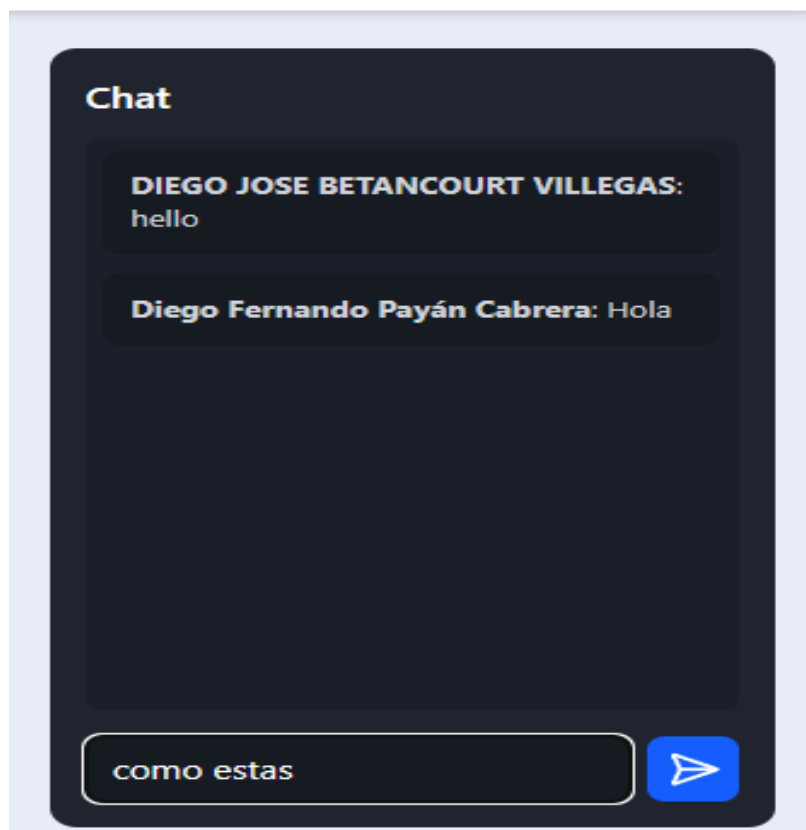 Chat
DIEGO JOSE BETANCOURT VILLEGAS:
hello
Diego Fernando Payán Cabrera: Hola
como estas